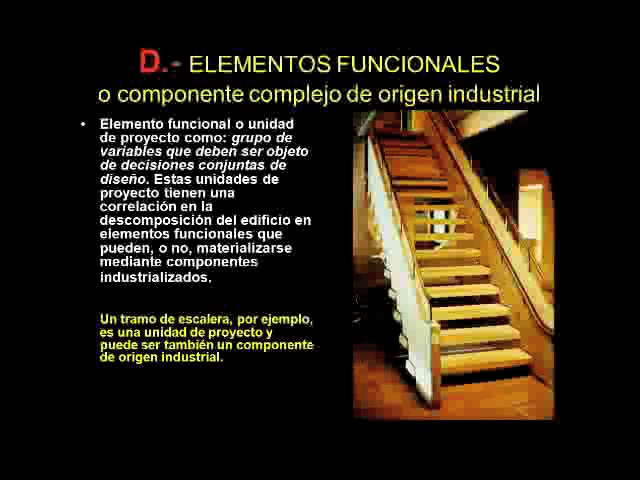 D.- ELEMENTOS FUNCIONALES
o componente complejo de origen industrial
• Elemento funcional o unidad
de proyecto como: grupo de
variables que deben ser objeto
de decisiones conjuntas de
diseño. Estas unidades de
proyecto tienen una
correlación en la
descomposición del edificio en
elementos funcionales que
pueden, o no, materializarse
mediante componentes
industrializados.
Un tramo de escalera, por ejemplo,
es una unidad de proyecto y
puede ser también un componente
de origen industrial.